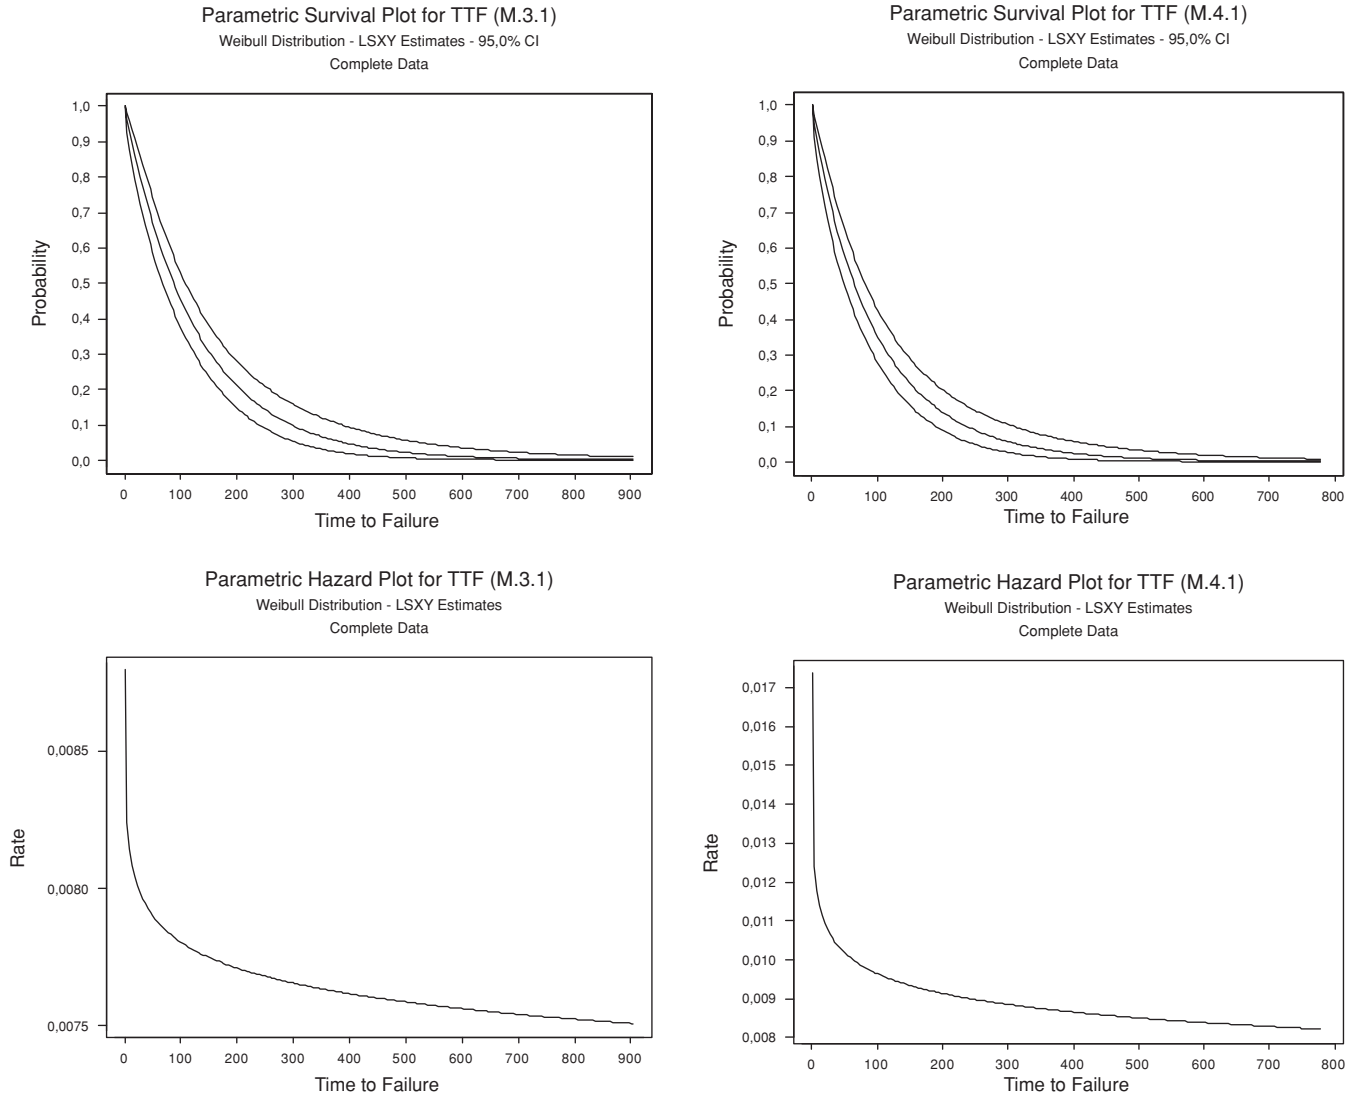 Parametric Survival Plot for TTF (M.3.1)
Weibull Distribution - LSXY Estimates - 95,0% CI
Complete Data
1,0
0,9
0,8
0,7
0,6
0,5
0,4
0,3
0,2
0,1
0,0
Probability
0 100 200 300 400 500 600 700 800 900
Time to Failure
Parametric Survival Plot for TTF (M.4.1)
Weibull Distribution - LSXY Estimates - 95,0% CI
Complete Data
1,0
0,9
0,8
0,7
0,6
0,5
0,4
0,3
0,2
0,1
0,0
Probability
0 100 200 300 400 500 600 700 800
Time to Failure
Parametric Hazard Plot for TTF (M.3.1)
Weibull Distribution - LSXY Estimates
Complete Data
0,0085
0,0080
0,0075
Rate
0 100 200 300 400 500 600 700 800 900
Time to Failure
Parametric Hazard Plot for TTF (M.4.1)
Weibull Distribution - LSXY Estimates
Complete Data
0,017
0,016
0,015
0,014
0,013
0,012
0,011
0,010
0,009
0,008
Rate
0 100 200 300 400 500 600 700 800
Time to Failure